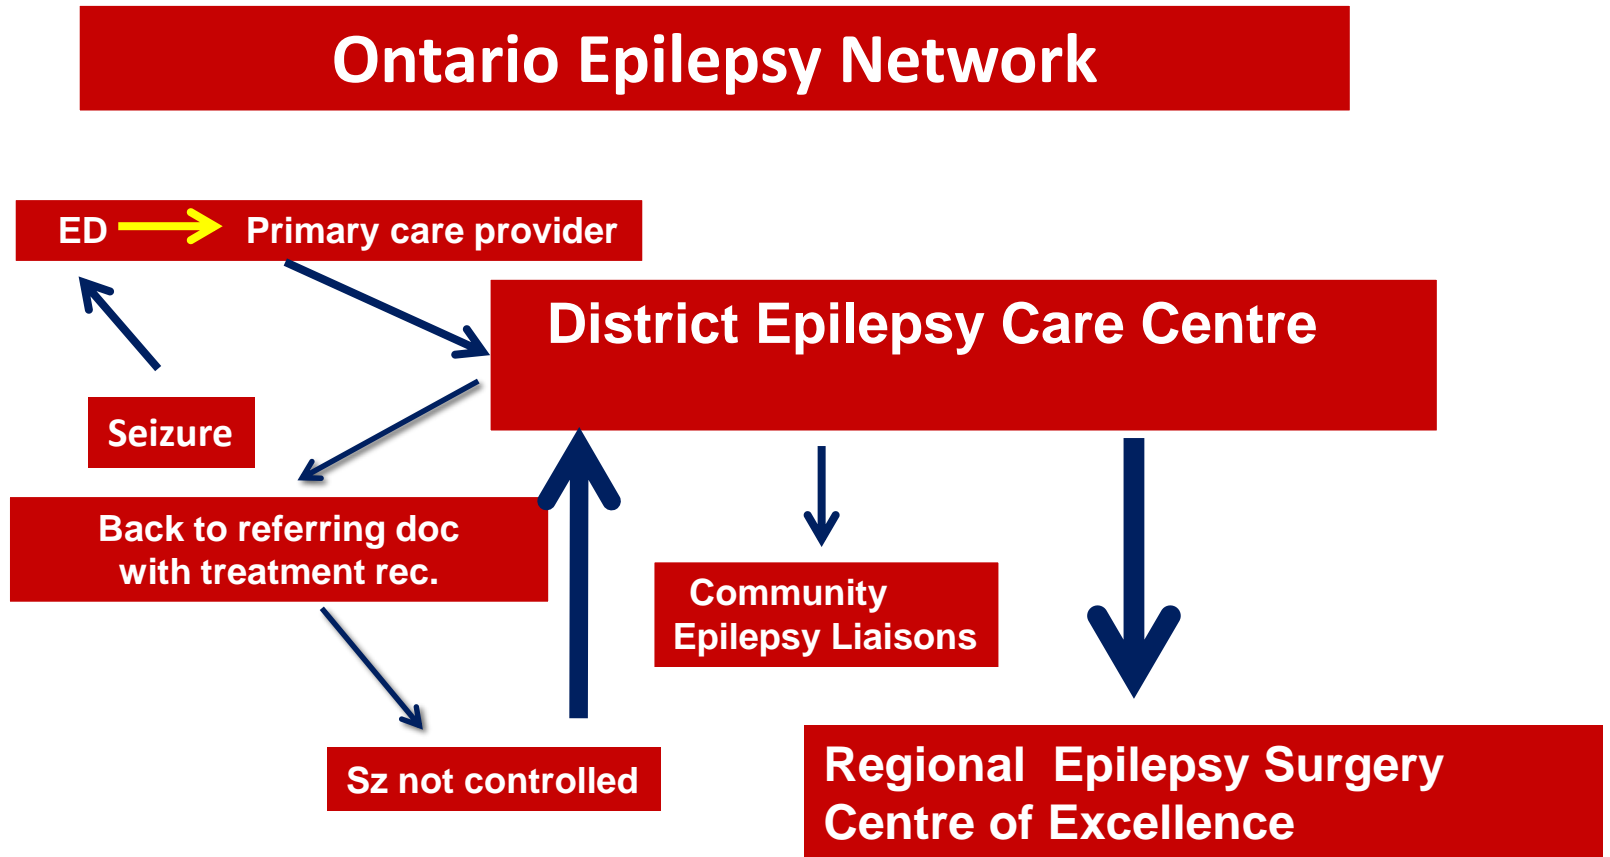 Ontario Epilepsy Network
ED Primary care provider
District Epilepsy Care Centre
Seizure
Back to referring doc
with treatment rec.
Community
Epilepsy Liaisons
Sz not controlled
Regional Epilepsy Surgery
Centre of Excellence